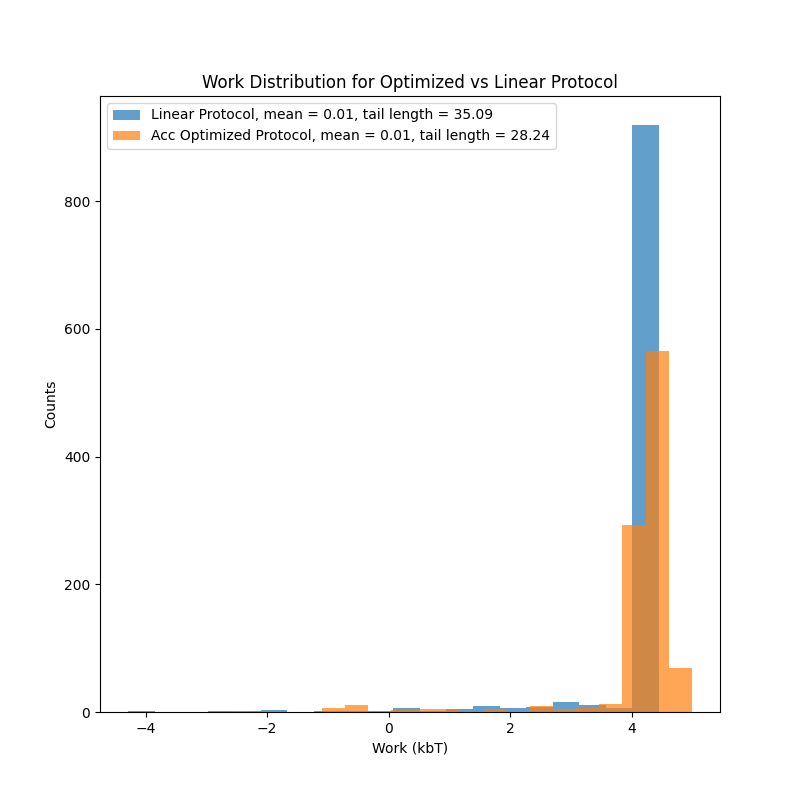 Work Distribution for Optimized vs Linear Protocol
Linear Protocol, mean = 0.01, tail length = 35.09
Acc Optimized Protocol, mean = 0.01, tail length = 28.24
Counts
800
600
400
200
0
−4
−2
0
2
4
Work (kbT)